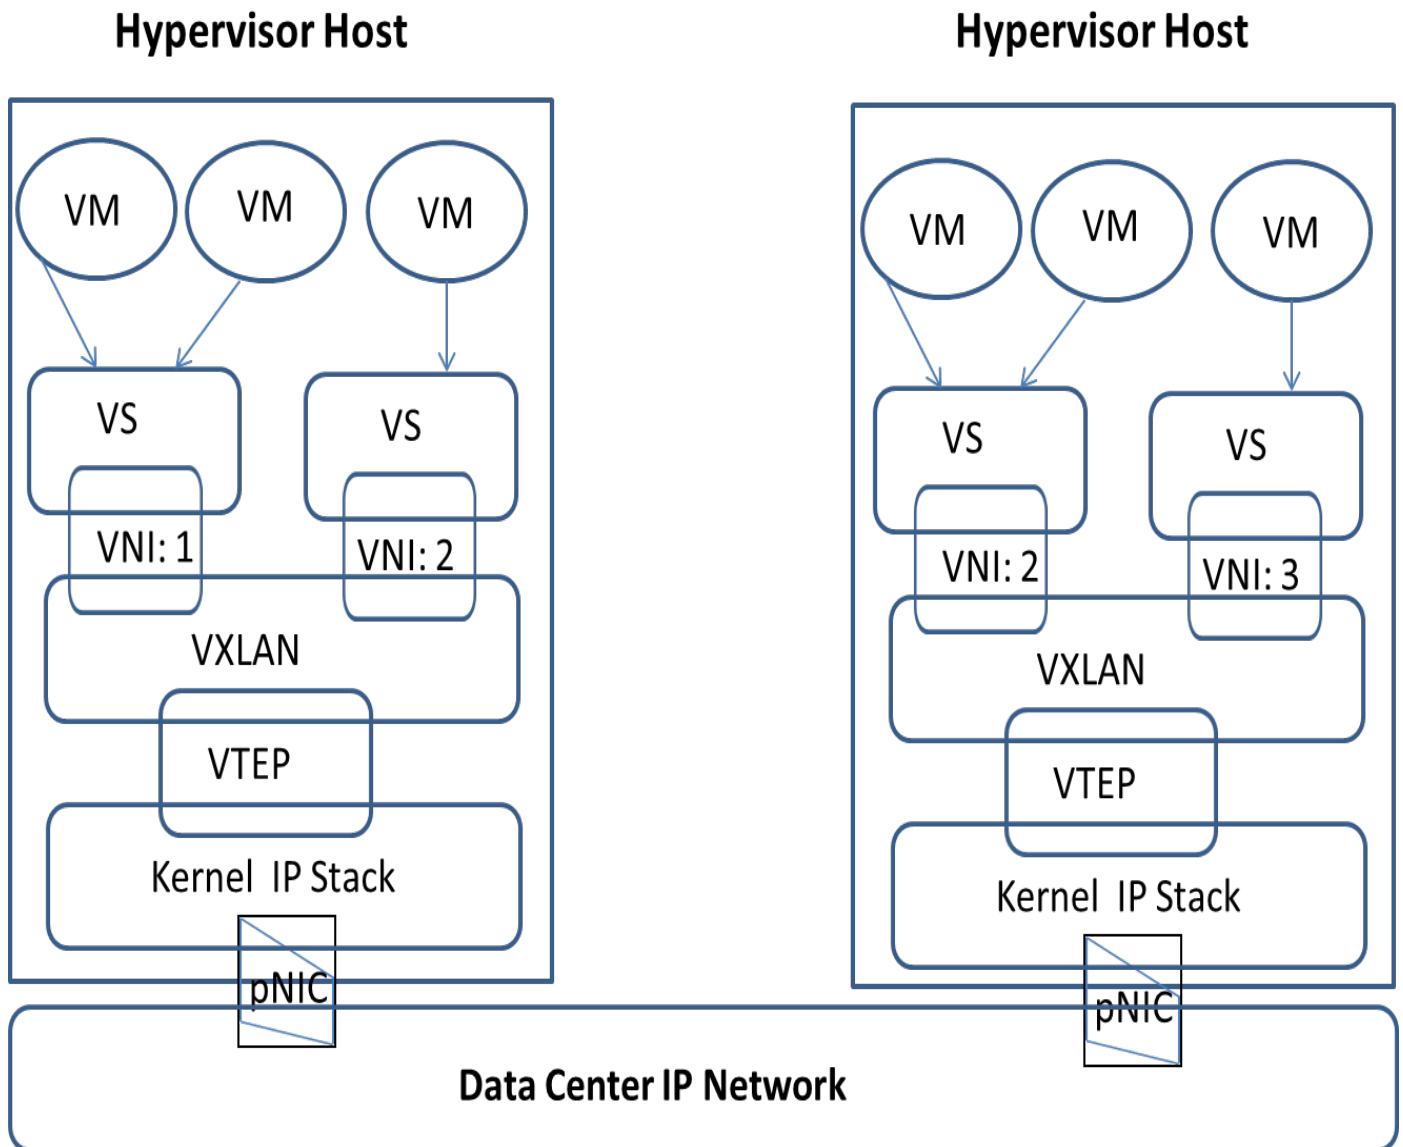 Hypervisor Host
Hypervisor Host
VM
VM
VM
VS
VS
VNI: 1
VNI: 2
VXLAN
VTEP
Kernel IP Stack
pNIC
VM
VM
VM
VS
VS
VNI: 2
VNI: 3
VXLAN
VTEP
Kernel IP Stack
pNIC
Data Center IP Network